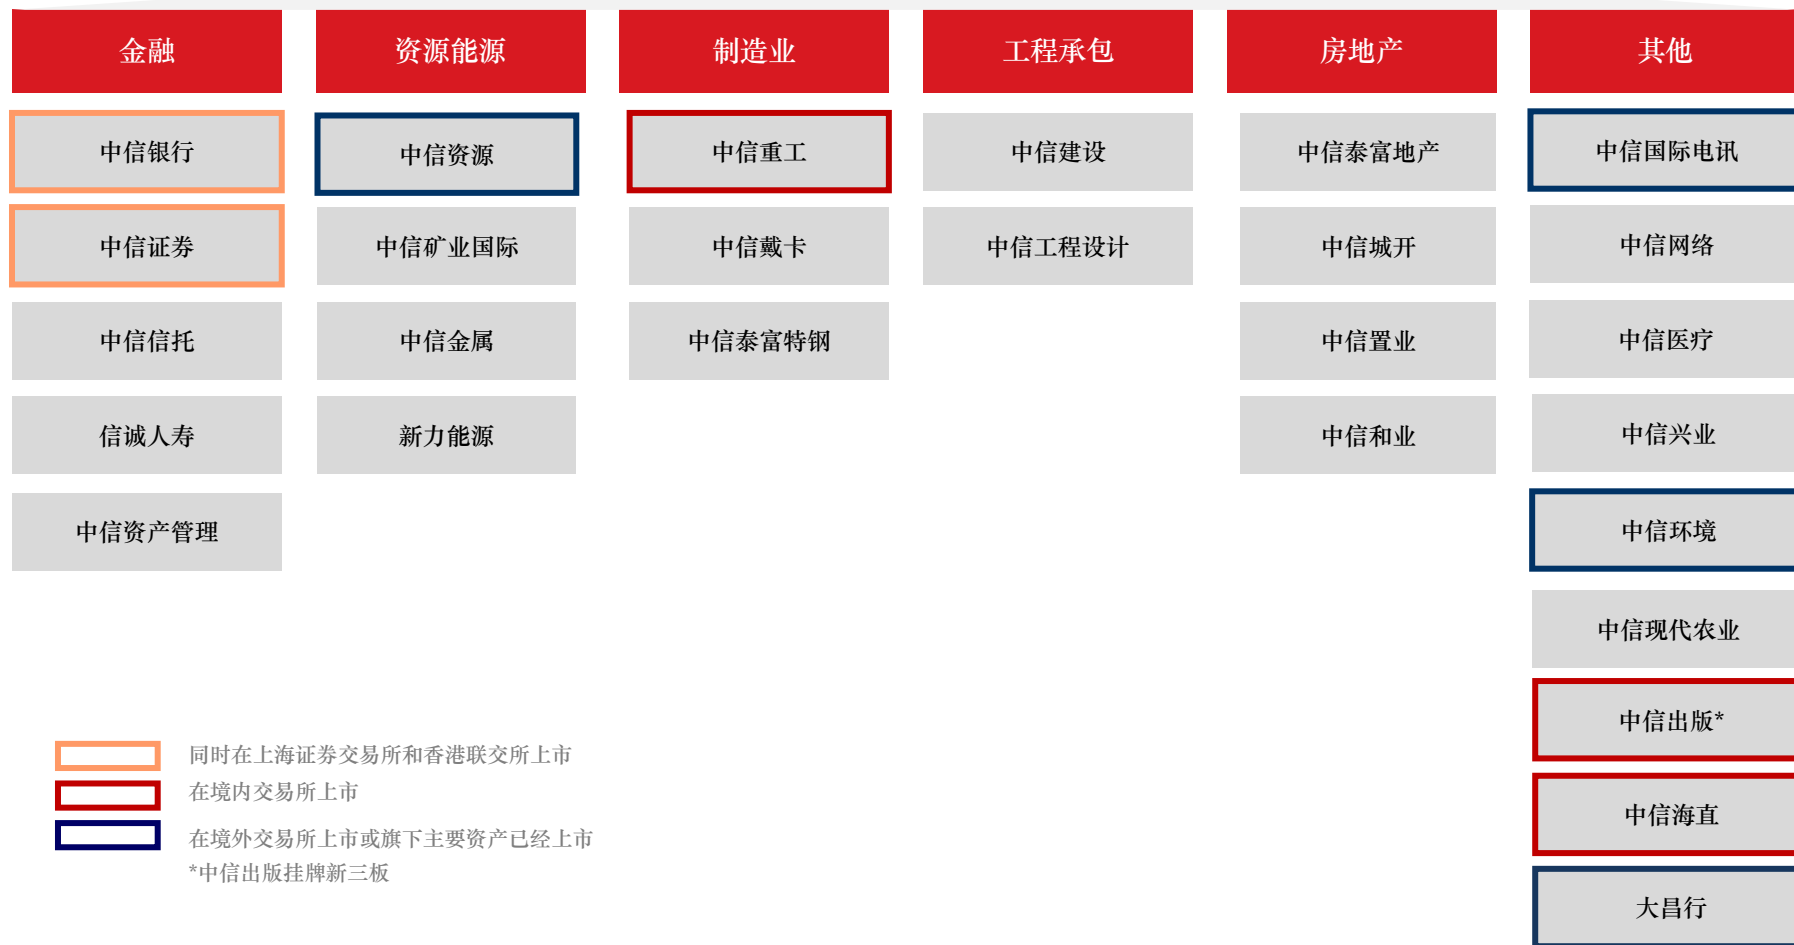 金融
中信银行
中信证券
中信信托
信诚人寿
中信资产管理
资源能源
中信资源
中信矿业国际
中信金属
新力能源
制造业
中信重工
中信戴卡
中信泰富特钢
工程承包
中信建设
中信工程设计
房地产
中信泰富地产
中信城开
中信置业
中信和业
其他
中信国际电讯
中信网络
中信医疗
中信兴业
中信环境
中信现代农业
中信出版*
中信海直
大昌行
同时在上海证券交易所和香港联交所上市
在境内交易所上市
在境外交易所上市或旗下主要资产已经上市
*中信出版挂牌新三板